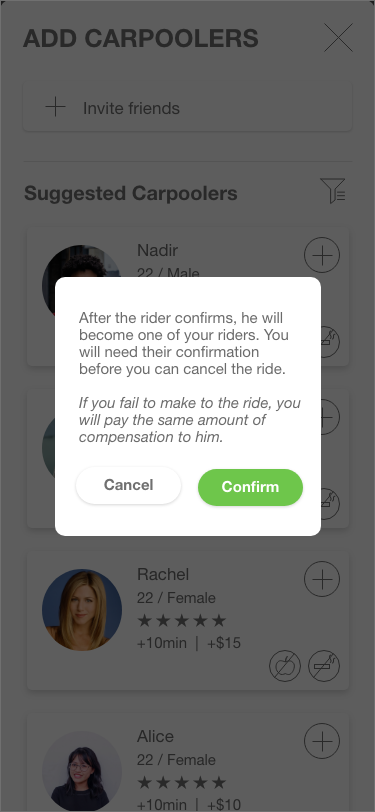 ADD CARPOOLERS
Invite friends
Suggested Carpoolers
Nadir
22 / Male
After the rider confirms, he will
become one of your riders. You
will need their confirmation
before you can cancel the ride.
If you fail to make to the ride, you
will pay the same amount of
compensation to him.
Cancel
Confirm
Rachel
22 / Female
★★★★★
+10min | +$15
Alice
22 / Female
★★★★★
+10min | +$10